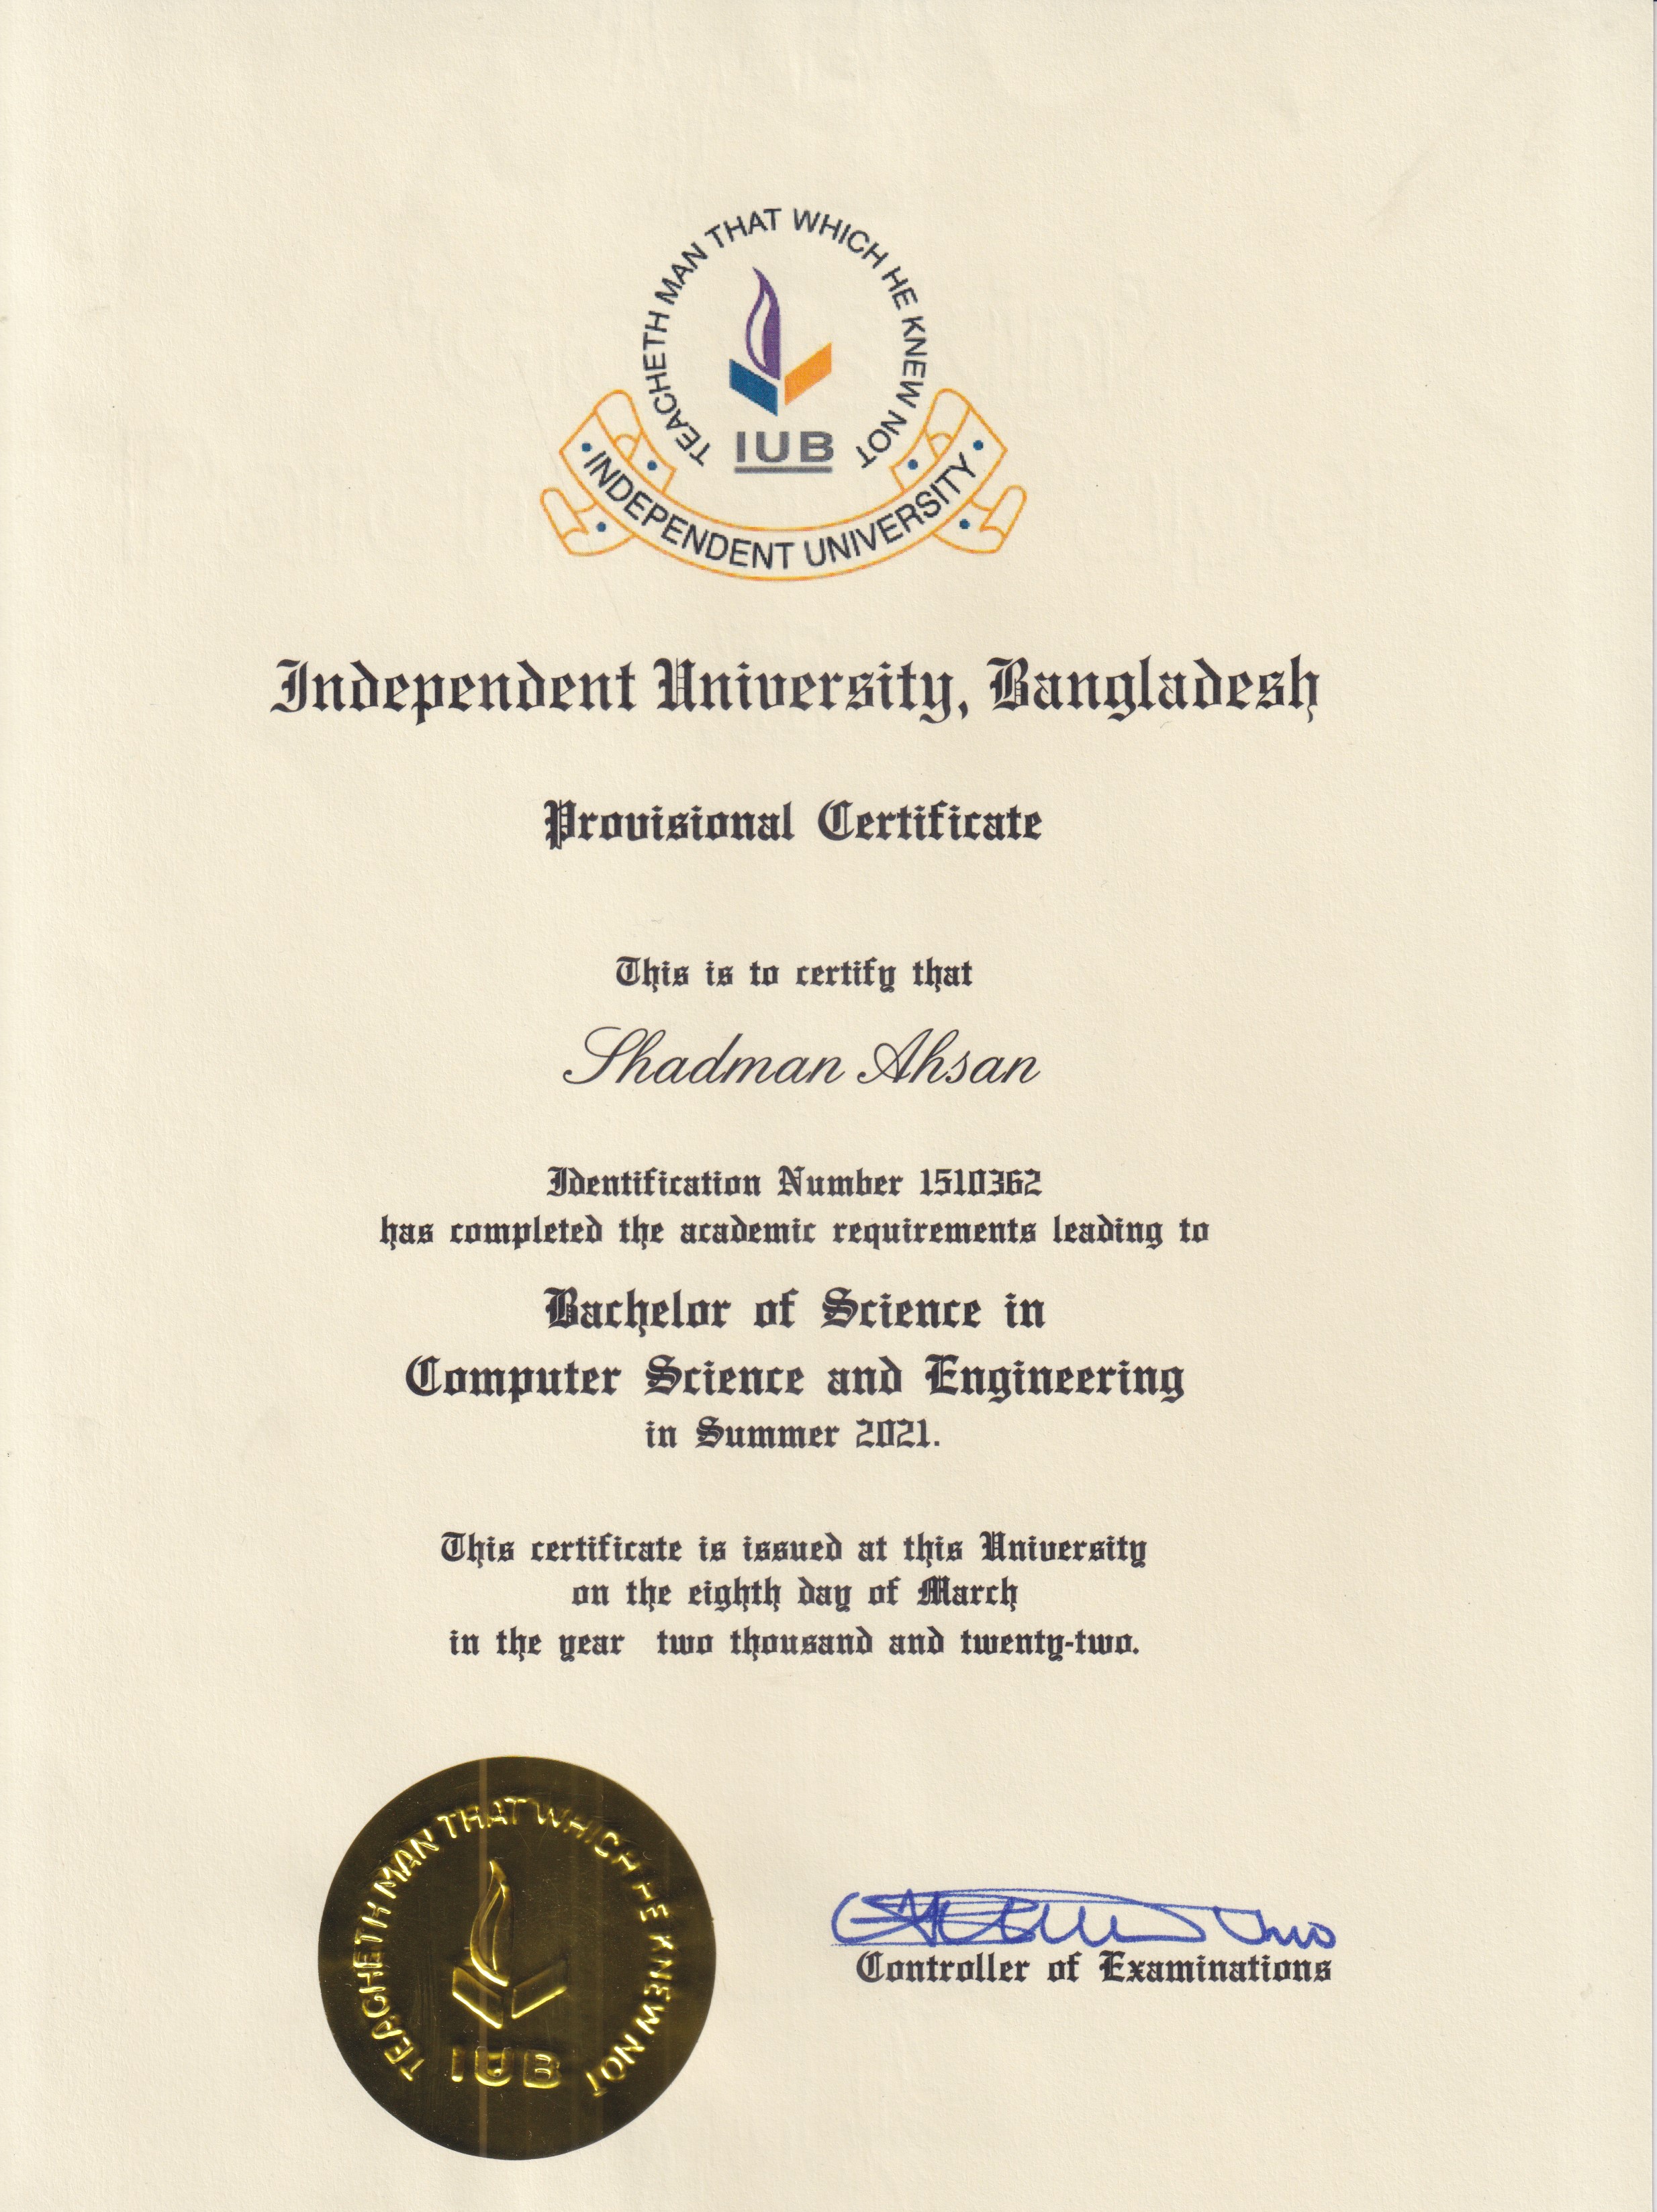 TEACHETH MAN THAT WHICH HE KNEW NOT
IUB
INDEPENDENT UNIVERSITY
Independent University, Bangladesh
Provisional Certificate
This is to certify that
Shadman Ahsan
Identification Number 1510362
has completed the academic requirements leading to
Bachelor of Science in
Computer Science and Engineering
in Summer 2021.
This certificate is issued at this University
on the eighth day of March
in the year two thousand and twenty-two.
TEACHETH MAN THAT WHICH HE KNEW NOT
IUB
Controller of Examinations